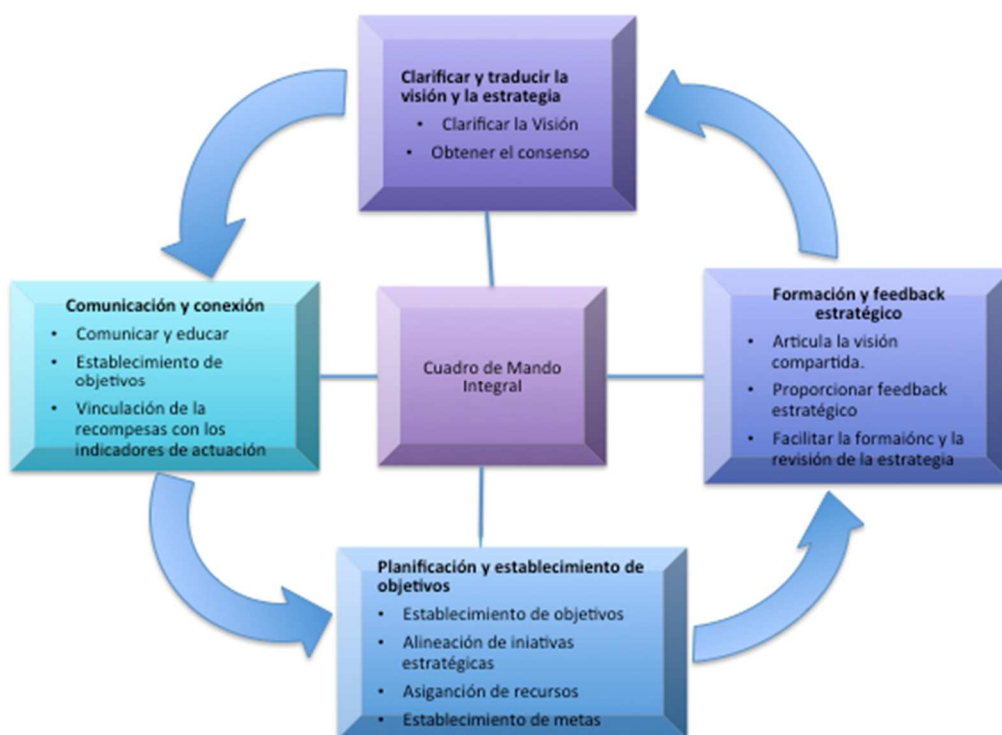 Clarificar y traducir la
visión y la estrategia
• Clarificar la Visión
• Obtener el consenso
Comunicación y conexión
• Comunicar y educar
• Establecimiento de
objetivos
• Vinculación de la
recompesas con los
indicadores de actuación
Cuadro de Mando
Integral
Formación y feedback
estratégico
• Articula la visión
compartida.
• Proporcionar feedback
estratégico
• Facilitar la formaiónc y la
revisión de la estrategia
Planificación y establecimiento de
objetivos
• Establecimiento de objetivos
• Alineación de iniativas
estratégicas
• Asigancción de recursos
• Establecimiento de metas